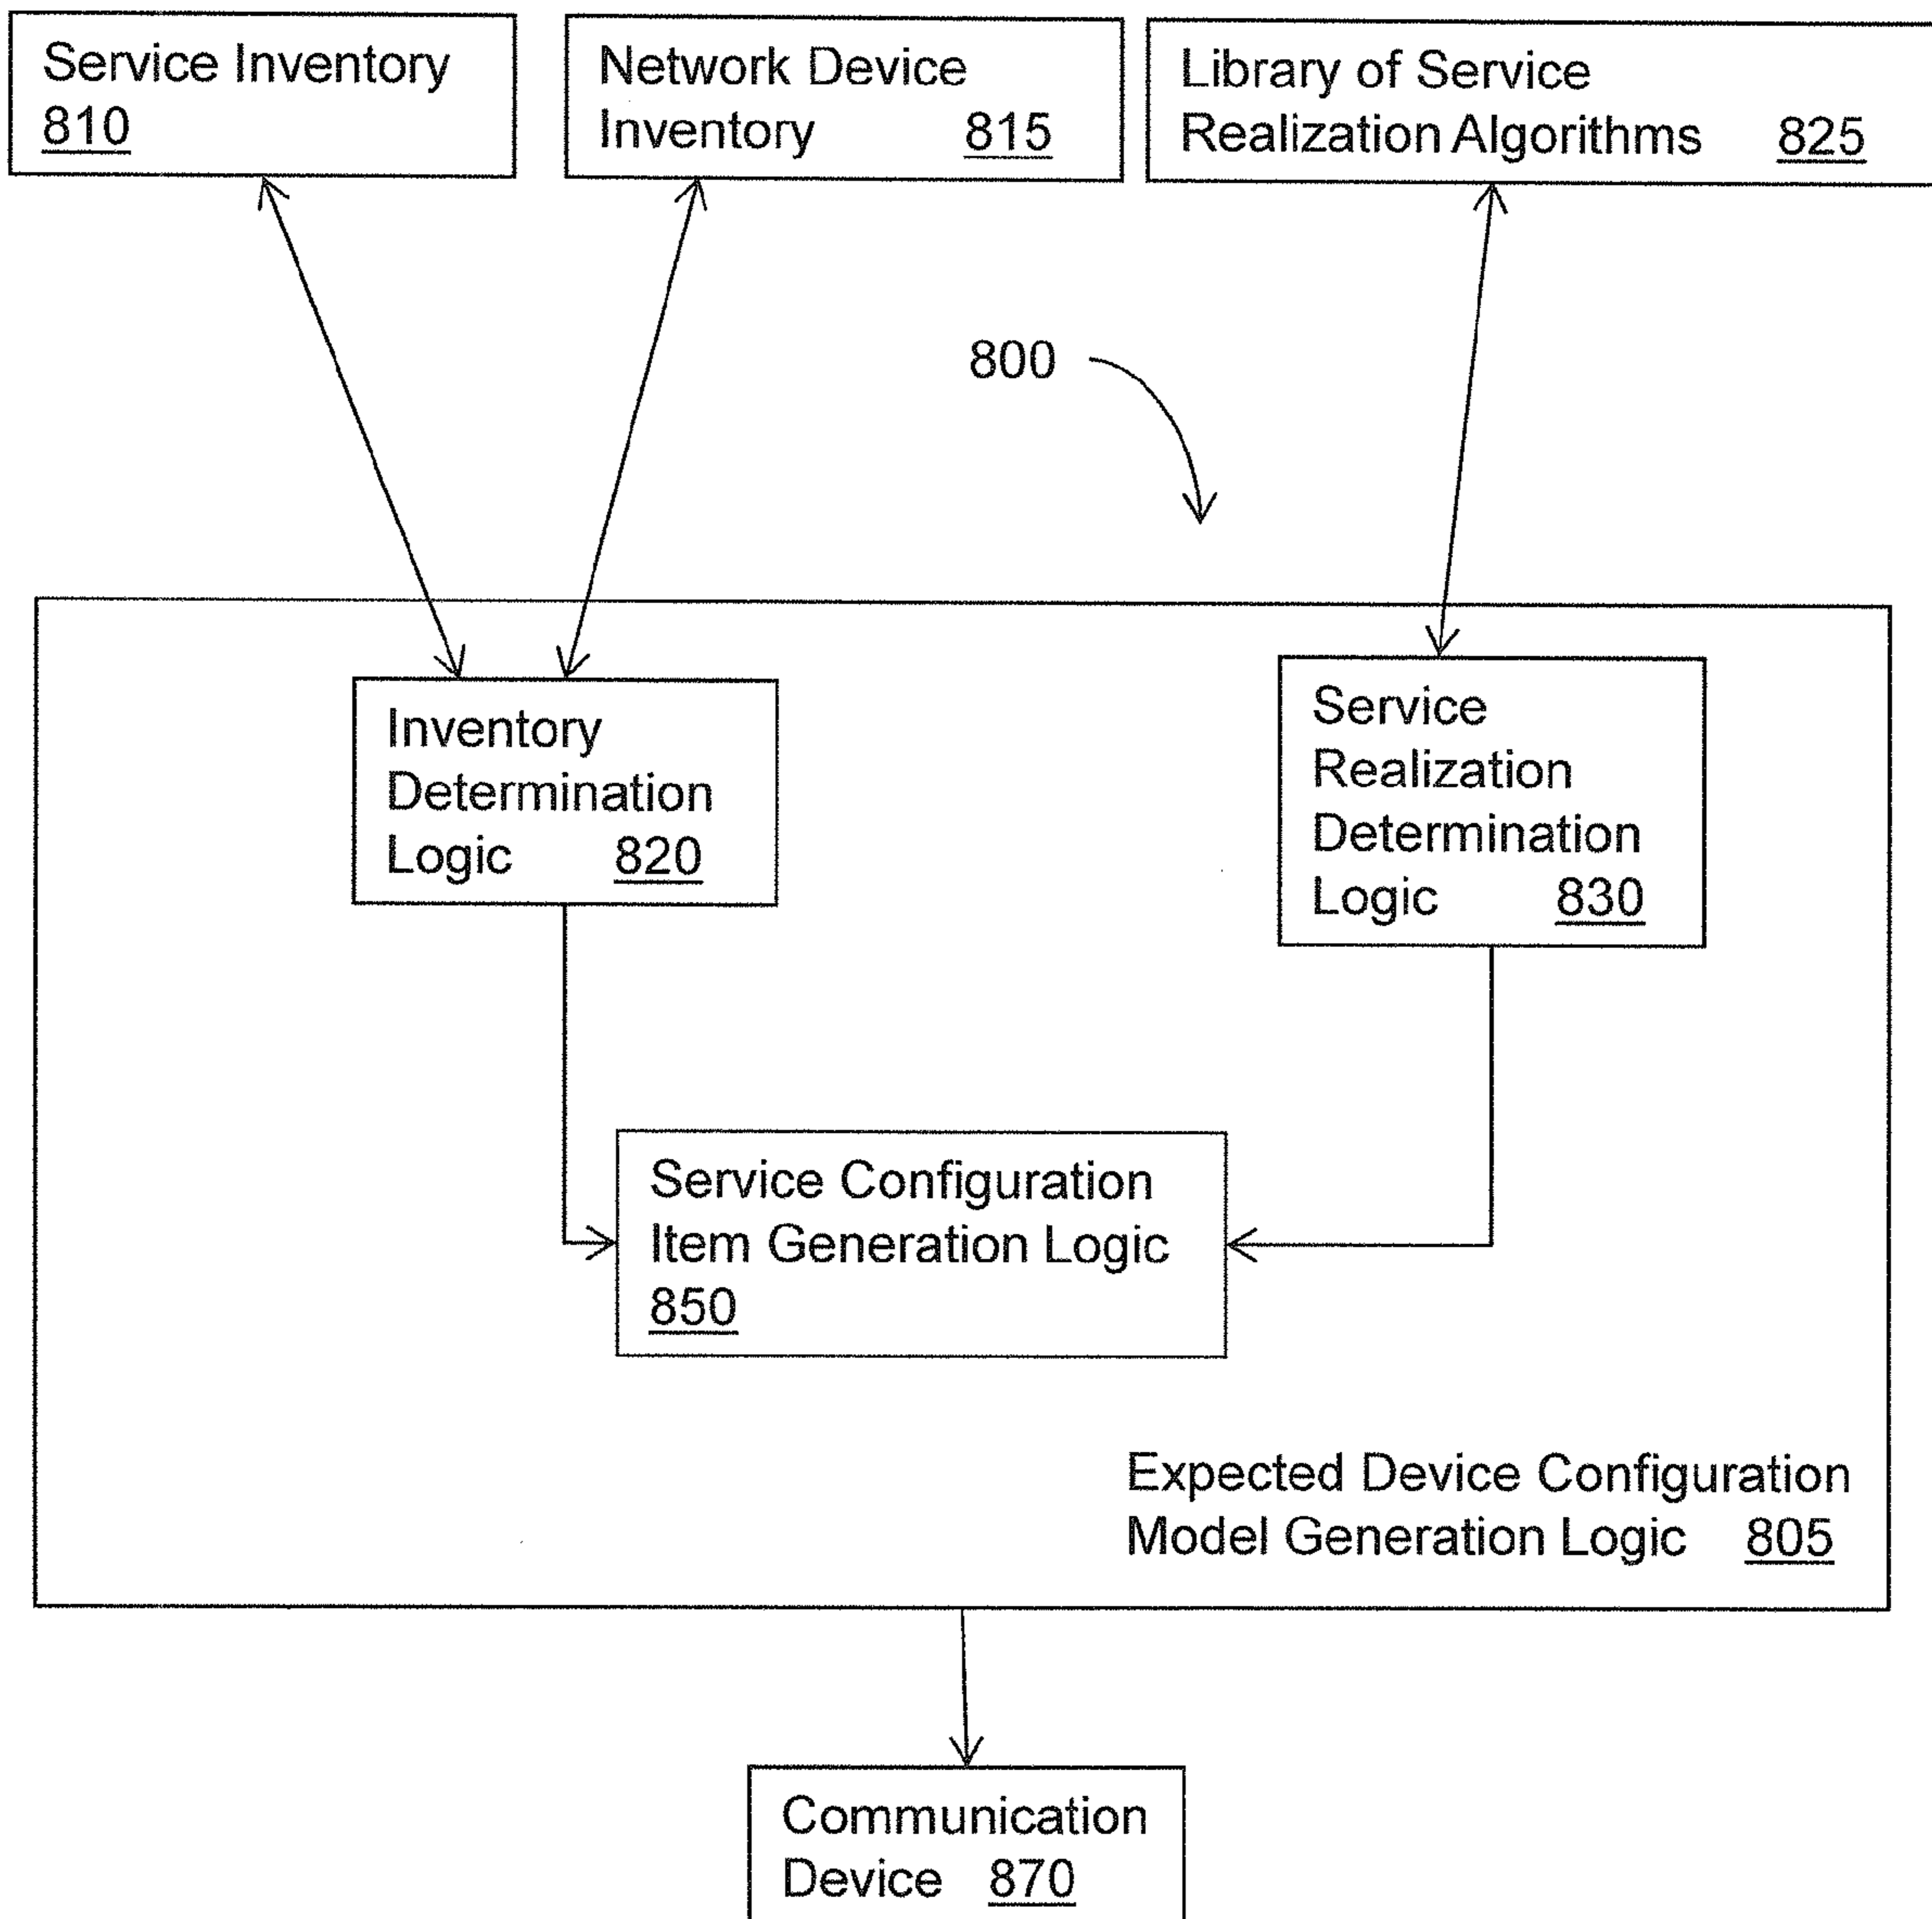 Service Inventory
810
Network Device
Inventory 815
Library of Service
Realization Algorithms 825
800
Inventory
Determination
Logic 820
Service
Realization
Determination
Logic 830
Service Configuration
Item Generation Logic
850
Expected Device Configuration
Model Generation Logic 805
Communication
Device 870